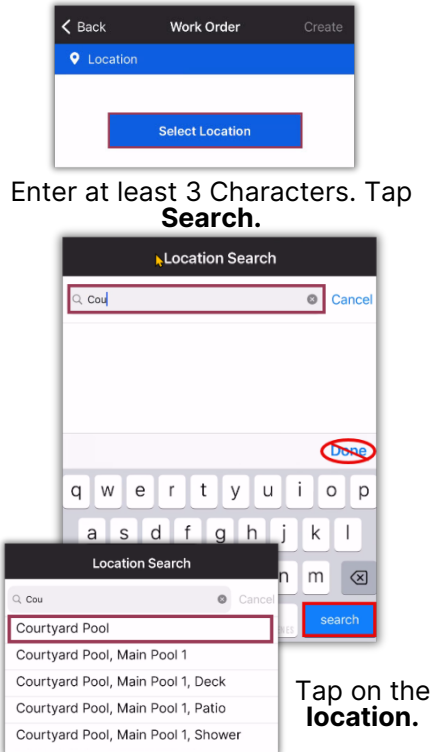 Back Work Order Create
Location
Select Location
Enter at least 3 Characters. Tap
Search.
Location Search
Cou Cancel
Done
q w e r t y u i o p
a s d f g h j k l
n m
search
Location Search
Cou Cancel
Courtyard Pool
Courtyard Pool, Main Pool 1
Courtyard Pool, Main Pool 1, Deck
Courtyard Pool, Main Pool 1, Patio
Courtyard Pool, Main Pool 1, Shower
Tap on the
location.